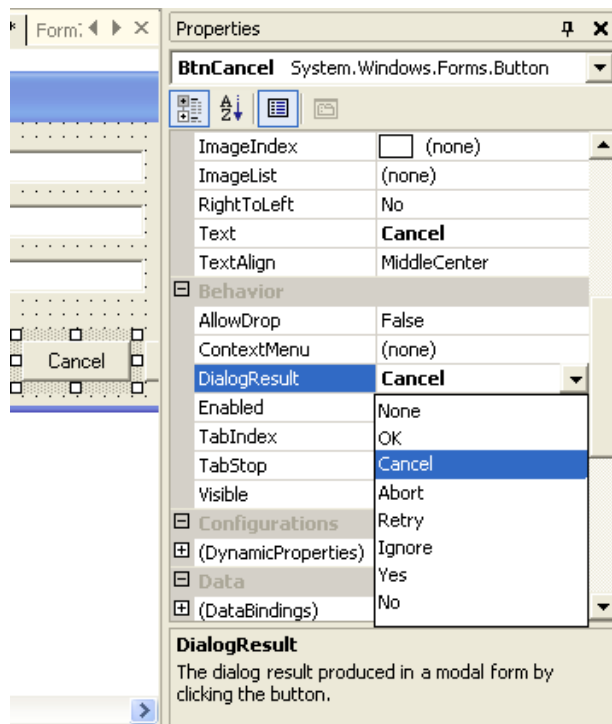 * Form:
Properties
BtnCancel System.Windows.Forms.Button
ImageIndex (none)
ImageList (none)
RightToLeft No
Text Cancel
TextAlign MiddleCenter
Behavior
AllowDrop False
ContextMenu (none)
Cancel
DialogResult Cancel
Enabled
None
TabIndex
OK
TabStop
Cancel
Visible
Abort
Configurations
Retry
(DynamicProperties)
Ignore
Data
Yes
(DataBindings)
No
DialogResult
The dialog result produced in a modal form by
clicking the button.